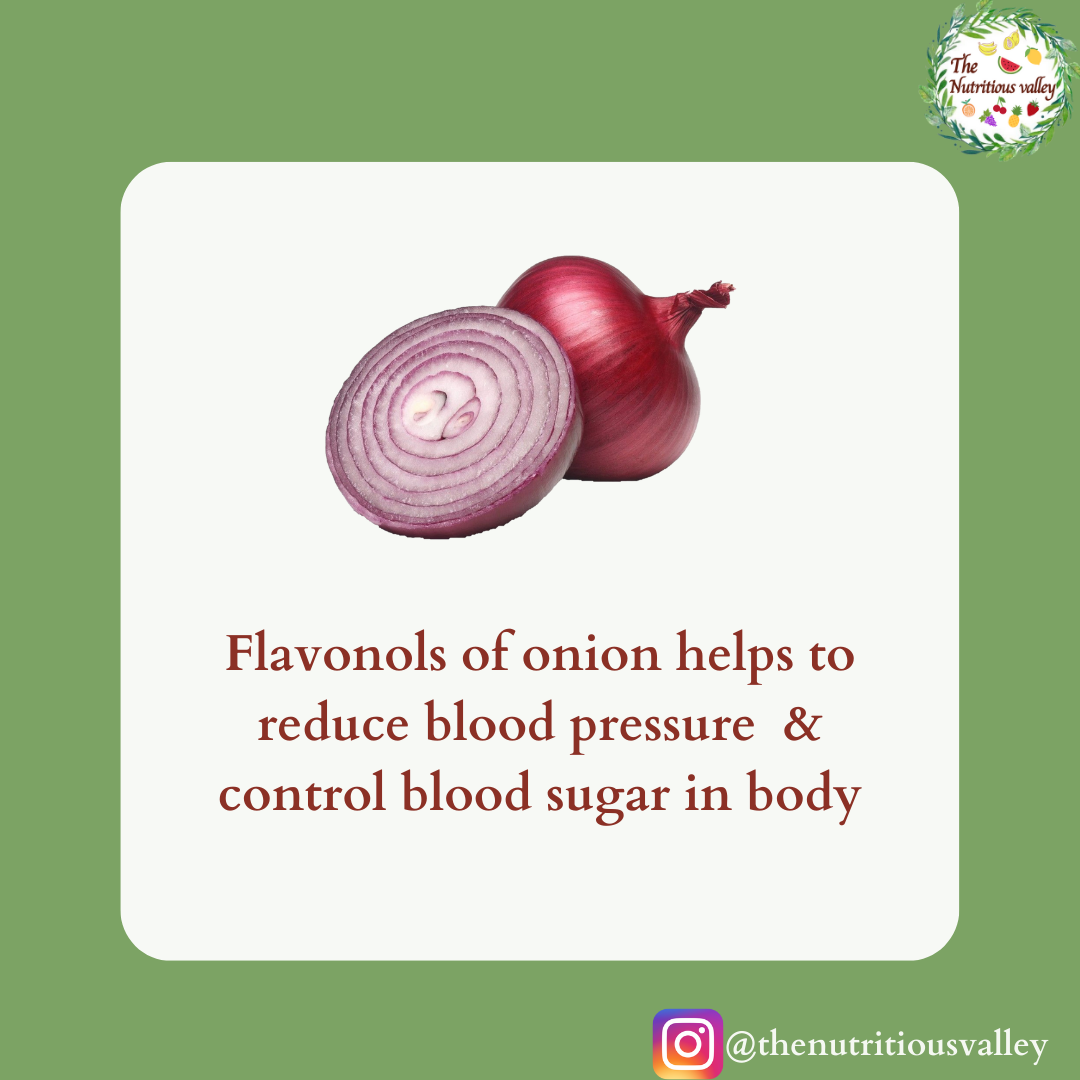 The
Nutritious valley
Flavonols of onion helps to
reduce blood pressure  &
control blood sugar in body
@thenutritiousvalley